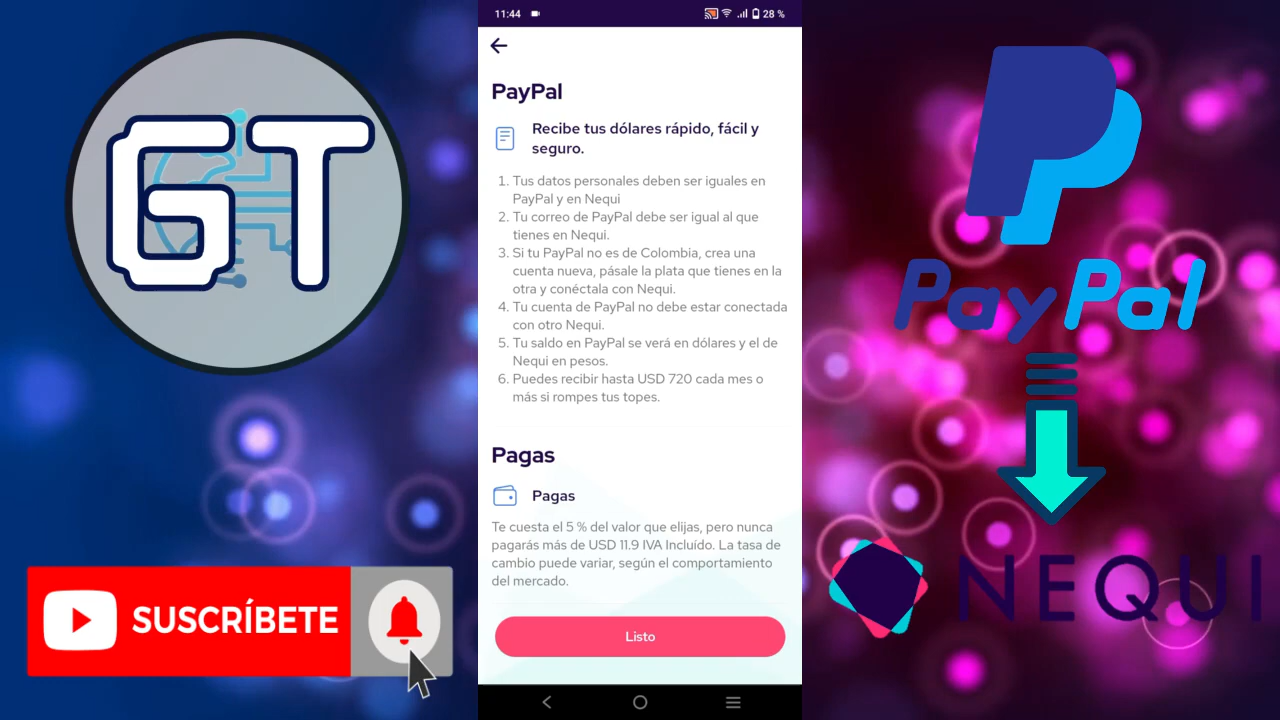 GT
SUSCRÍBETE
11:44
28 %
PayPal
Recibe tus dólares rápido, fácil y
seguro.
1. Tus datos personales deben ser iguales en
PayPal y en Nequi
2. Tu correo de PayPal debe ser igual al que
tienes en Nequi.
3. Si tu PayPal no es de Colombia, crea una
cuenta nueva, pásale la plata que tienes en la
otra y conéctala con Nequi.
4. Tu cuenta de PayPal no debe estar conectada
con otro Nequi.
5. Tu saldo en PayPal se verá en dólares y el de
Nequi en pesos.
6. Puedes recibir hasta USD 720 cada mes o
más si rompes tus topes.
Pagas
Pagas
Te cuesta el 5 % del valor que elijas, pero nunca
pagarás más de USD 11.9 IVA Incluído. La tasa de
cambio puede variar, según el comportamiento
del mercado.
Listo
PayPal
NEQUI